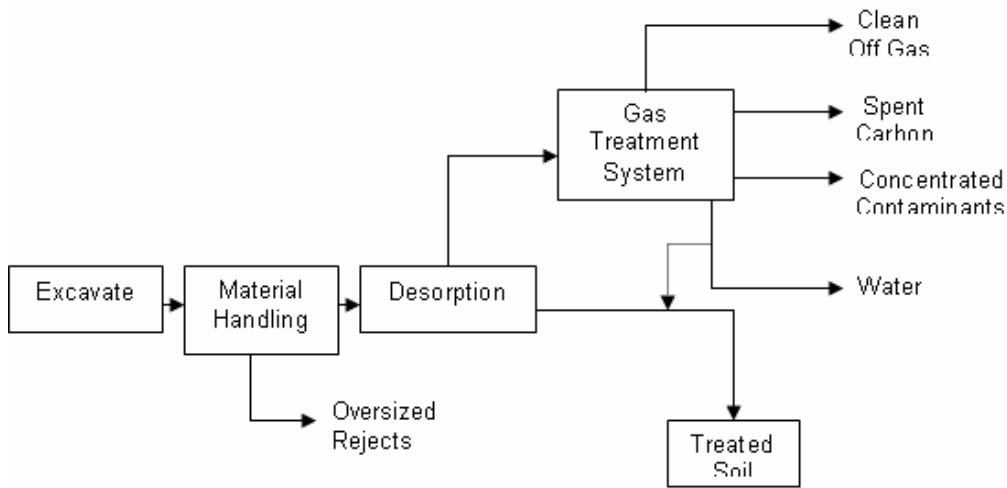 Clean
Off Gas
Gas
Treatment
System
Spent
Carbon
Concentrated
Contaminants
Water
Excavate
Material
Handling
Desorption
Oversized
Rejects
Treated
Soil